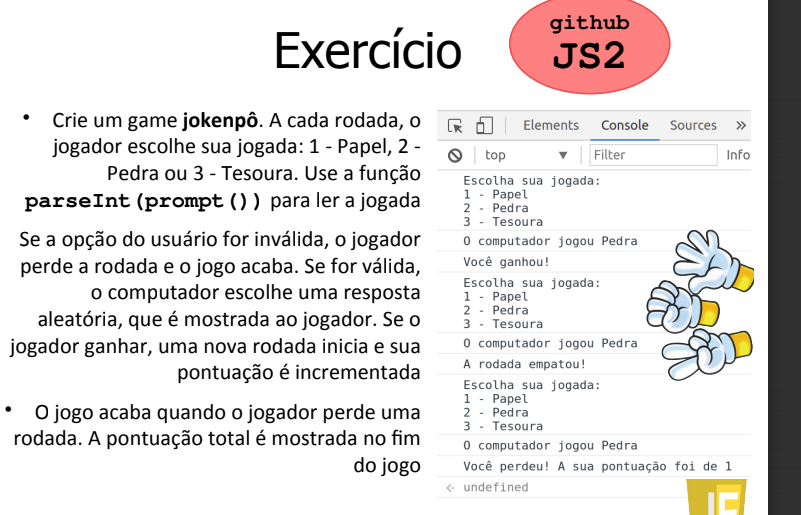 Exercício
github
JS2
• Crie um game jokenpô. A cada rodada, o
jogador escolhe sua jogada: 1 - Papel, 2 -
Pedra ou 3 - Tesoura. Use a função
parseInt(prompt()) para ler a jogada
Se a opção do usuário for inválida, o jogador
perde a rodada e o jogo acaba. Se for válida,
o computador escolhe uma resposta
aleatória, que é mostrada ao jogador. Se o
jogador ganhar, uma nova rodada inicia e sua
pontuação é incrementada
• O jogo acaba quando o jogador perde uma
rodada. A pontuação total é mostrada no fim
do jogo
Elements Console Sources »
top ▼ Filter Info
Escolha sua jogada:
1 - Papel
2 - Pedra
3 - Tesoura
O computador jogou Pedra
Você ganhou!
Escolha sua jogada:
1 - Papel
2 - Pedra
3 - Tesoura
O computador jogou Pedra
A rodada empatou!
Escolha sua jogada:
1 - Papel
2 - Pedra
3 - Tesoura
O computador jogou Pedra
Você perdeu! A sua pontuação foi de 1
undefined